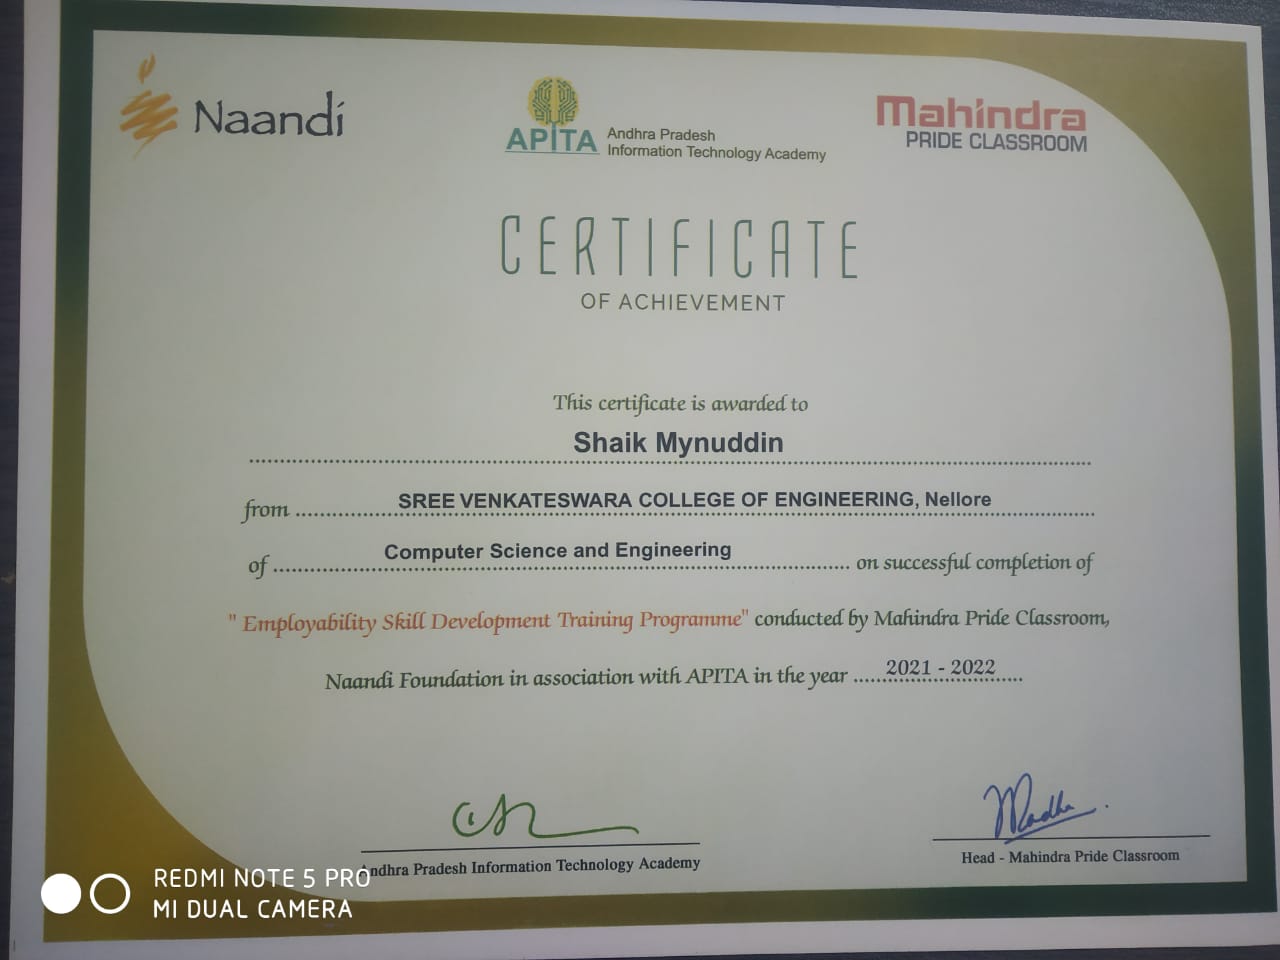 Naandi
APITA
Andhra Pradesh
Information Technology Academy
Mahindra
PRIDE CLASSROOM
CERTIFICATE
OF ACHIEVEMENT
This certificate is awarded to
Shaik Mynuddin
from SREE VENKATESWARA COLLEGE OF ENGINEERING, Nellore
of Computer Science and Engineering on successful completion of
" Employability Skill Development Training Programme" conducted by Mahindra Pride Classroom,
Naandi Foundation in association with APITA in the year 2021 - 2022
Andhra Pradesh Information Technology Academy
Head - Mahindra Pride Classroom
REDMI NOTE 5 PRO
MI DUAL CAMERA